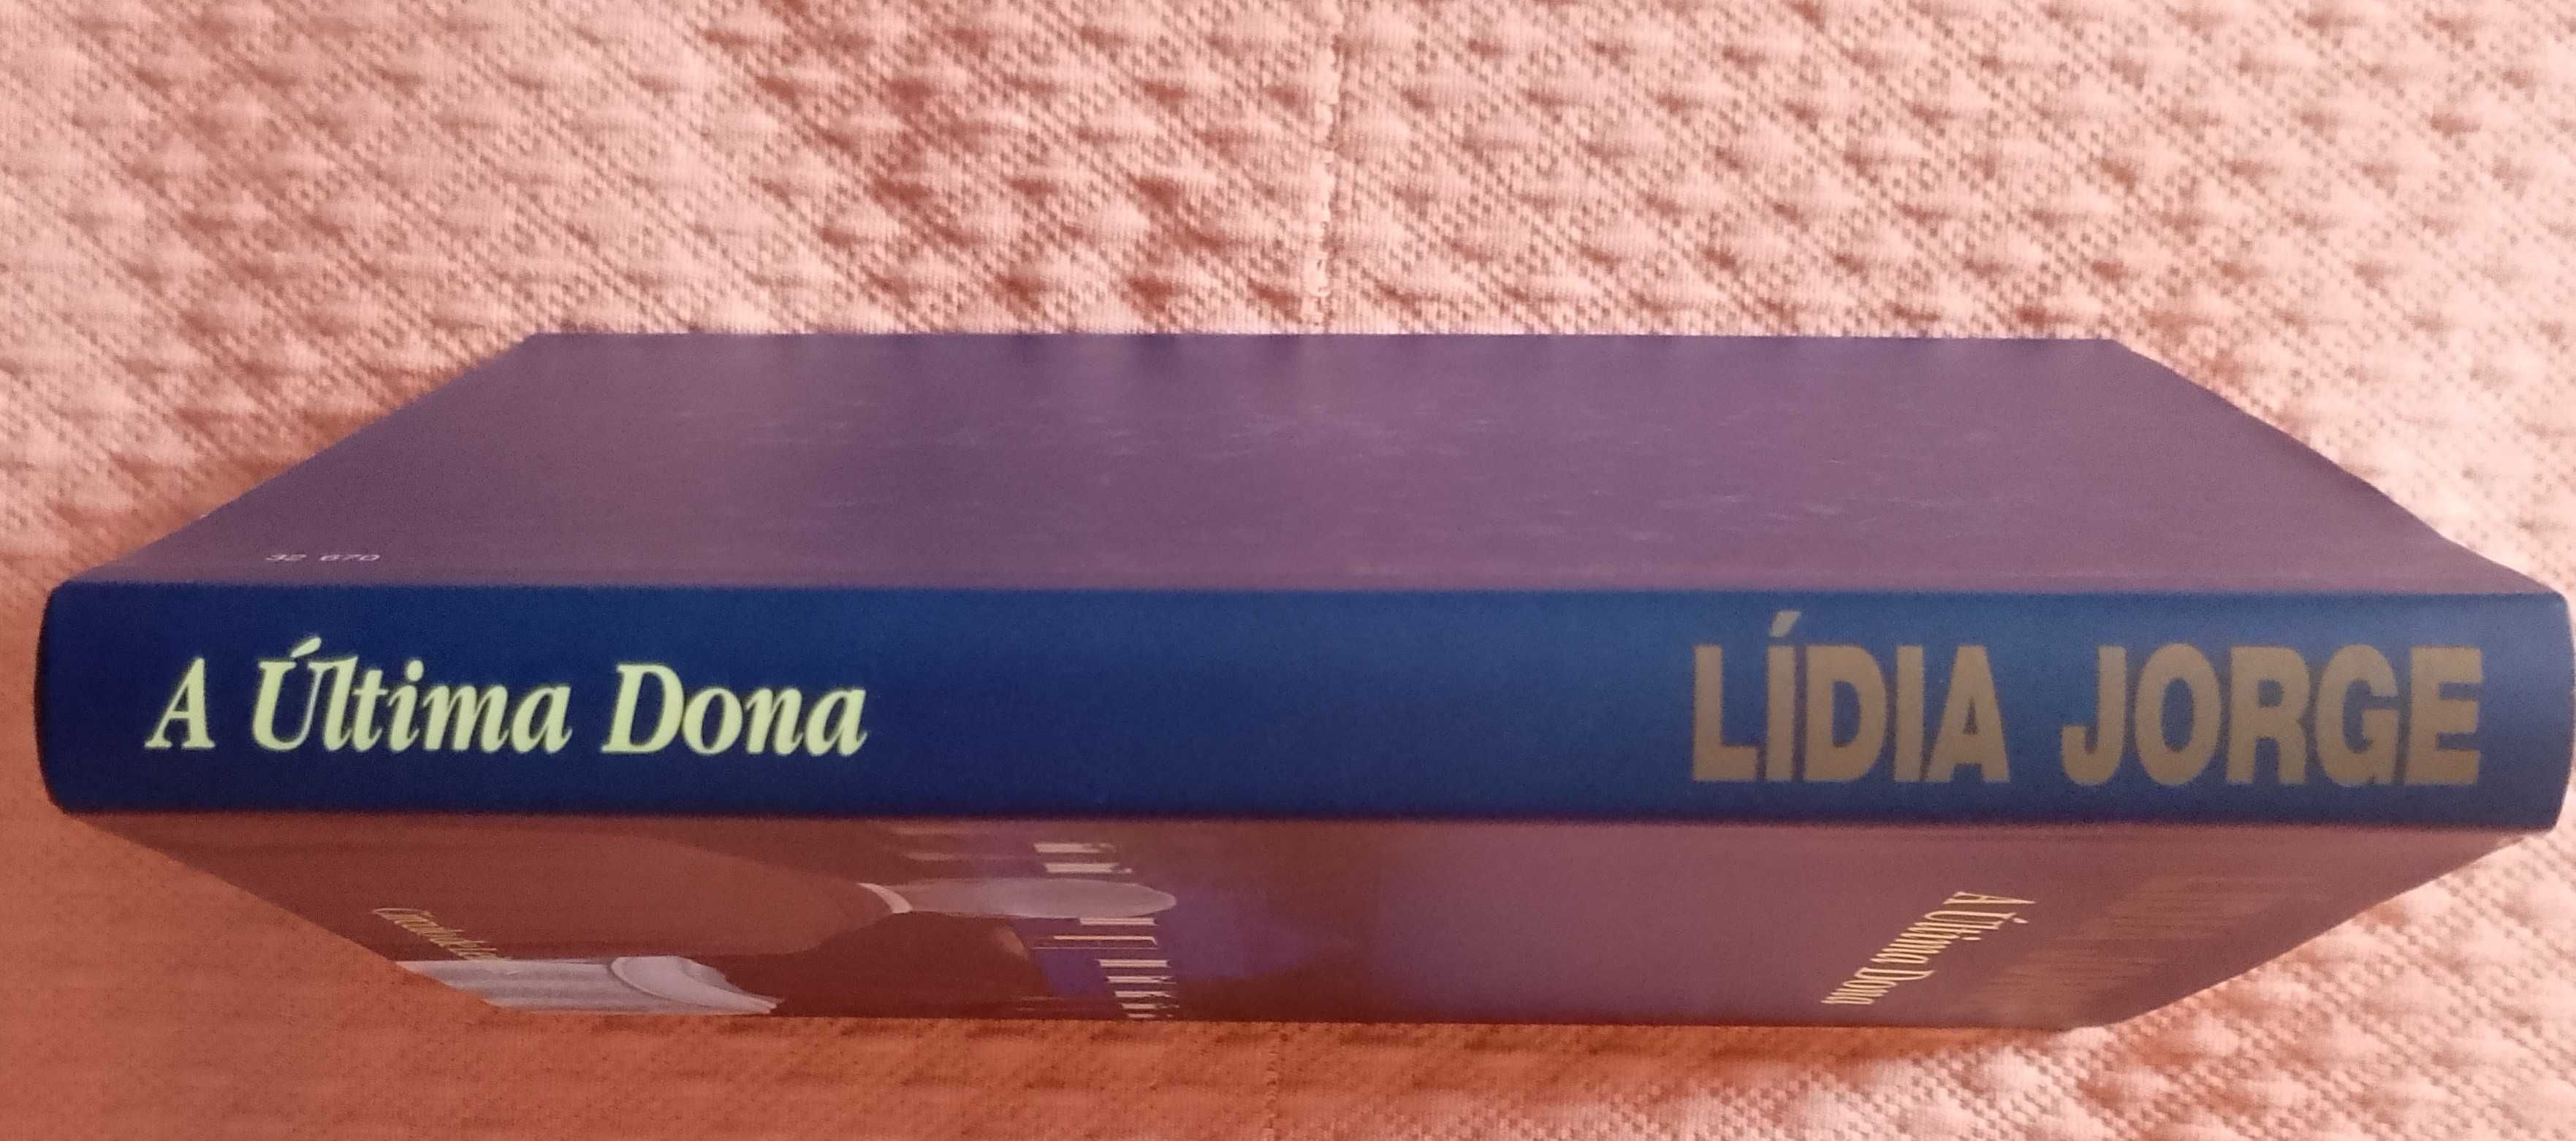 32 670
A Última Dona
LÍDIA JORGE
A Última Dona